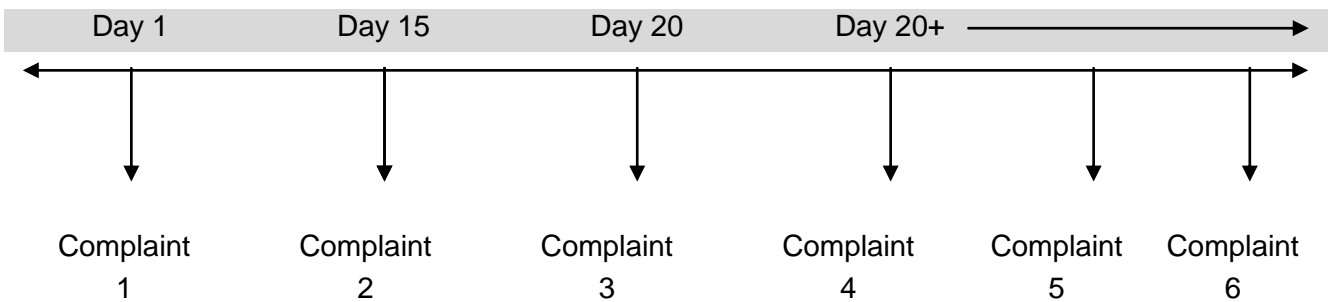 Day 1 Day 15 Day 20 Day 20+
Complaint Complaint Complaint Complaint Complaint Complaint
1 2 3 4 5 6